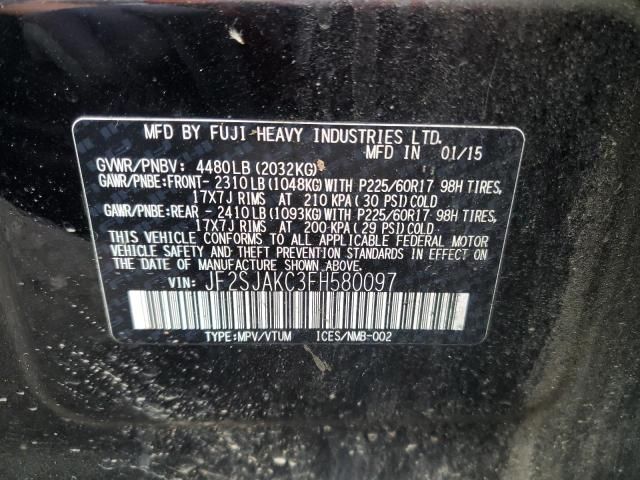 MFD BY FUJI HEAVY INDUSTRIES LTD.
MFD IN 01/15
GVWR/PNBV: 4480LB (2032KG)
GAWR/PNBE:FRONT- 2310LB (1048KG) WITH P225/60R17 98H TIRES,
17X7J RIMS AT 210 KPA (30 PSI) COLD
GAWR/PNBE:REAR - 2410LB (1093KG) WITH P225/60R17 98H TIRES,
17X7J RIMS AT 200 KPA (29 PSI) COLD
THIS VEHICLE CONFORMS TO ALL APPLICABLE FEDERAL MOTOR
VEHICLE SAFETY AND THEFT PREVENTION STANDARDS IN EFFECT ON
THE DATE OF MANUFACTURE SHOWN ABOVE.
VIN: JF2SJAKC3FH580097
TYPE:MPV/VTUM ICES/NMB-002